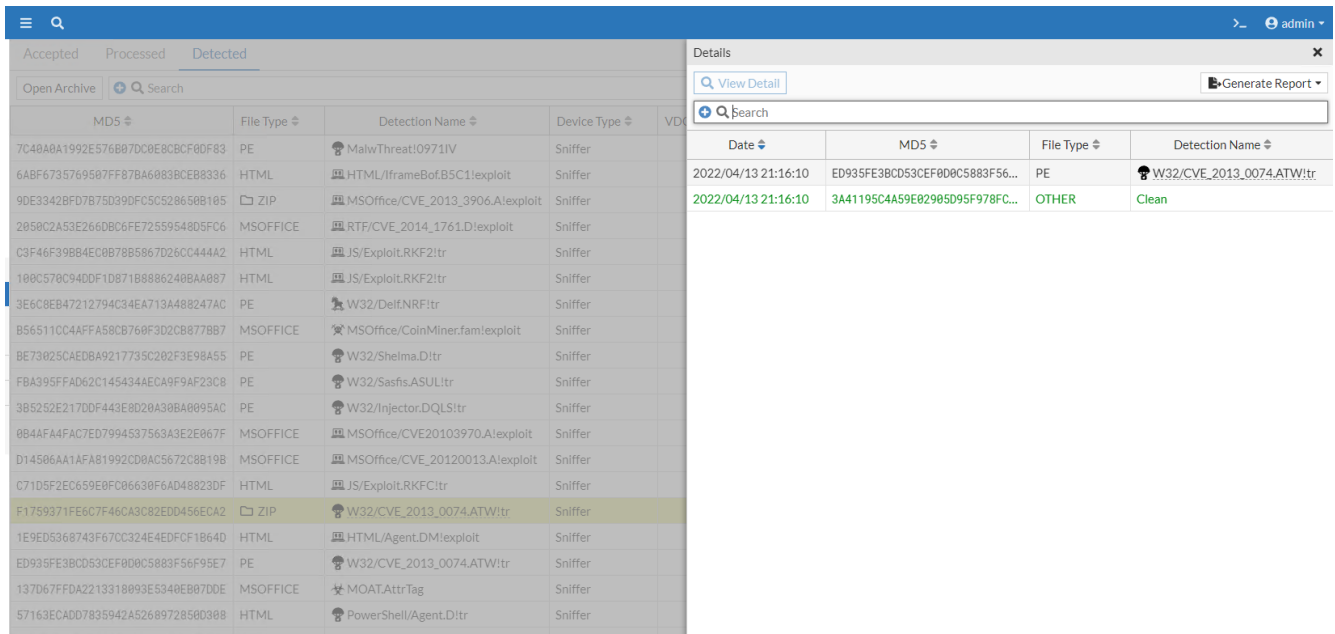 admin
Accepted Processed Detected
Open Archive Search
MD5 File Type Detection Name Device Type
7C40A0A1992E576B07DC0E8CBCF0DF83 PE MalwThreat!0971IV
6ABF6735769507FF87BA6083BCEB8336 HTML HTML/IframeBof.B5C1!exploit Sniffer
9DE3342BFD7B75D39DFC5C528650B105 ZIP MSOffice/CVE_2013_3906.A!exploit Sniffer
2050C2A53E266DBC6FE72559548D5FC6 MSOFFICE RTF/CVE_2014_1761.D!exploit Sniffer
C3F46F39BB4EC0B78B5867D26CC444A2 HTML JS/Exploit.RKF2!tr Sniffer
100C570C94DDF1D871B8886240BAA087 HTML JS/Exploit.RKF2!tr Sniffer
3E6C8EB47212794C34EA713A488247AC PE W32/Delf.NRF!tr Sniffer
B56511CC4AFFA58CB760F3D2CB877BB7 MSOFFICE MSOffice/CoinMiner.fam!exploit Sniffer
BE73025CAEDBA9217735C202F3E98A55 PE W32/Shelma.D!tr Sniffer
FBA395FFAD62C145434AECA9F9AF23C8 PE W32/Sasfis.ASUL!tr Sniffer
3B5252E217DDF443E8D20A30BA0095AC PE W32/Injector.DQLS!tr Sniffer
0B4AFA4FAC7ED7994537563A3E2E067F MSOFFICE MSOffice/CVE20103970.A!exploit Sniffer
D14506AA1AFA81992CD0AC5672C8B19B MSOFFICE MSOffice/CVE_20120013.A!exploit Sniffer
C71D5F2EC659E0FC06630F6AD48823DF HTML JS/Exploit.RKFC!tr Sniffer
F1759371FE6C7F46CA3C82EDD456ECA2 ZIP W32/CVE_2013_0074.ATW!tr Sniffer
1E9ED5368743F67CC324E4EDFCF1B64D HTML HTML/Agent.DM!exploit Sniffer
ED935FE3BCD53CEF0D0C5883F56F95E7 PE W32/CVE_2013_0074.ATW!tr Sniffer
137D67FFDA2213318093E5340EB07DDE MSOFFICE MOAT.AttrTag Sniffer
57163ECADD7835942A5268972850D308 HTML PowerShell/Agent.D!tr Sniffer
Details
View Detail Generate Report
Search
Date MD5 File Type Detection Name
2022/04/13 21:16:10 ED935FE3BCD53CEF0D0C5883F56... PE W32/CVE_2013_0074.ATW!tr
2022/04/13 21:16:10 3A41195C4A59E02905D95F978FC... OTHER Clean